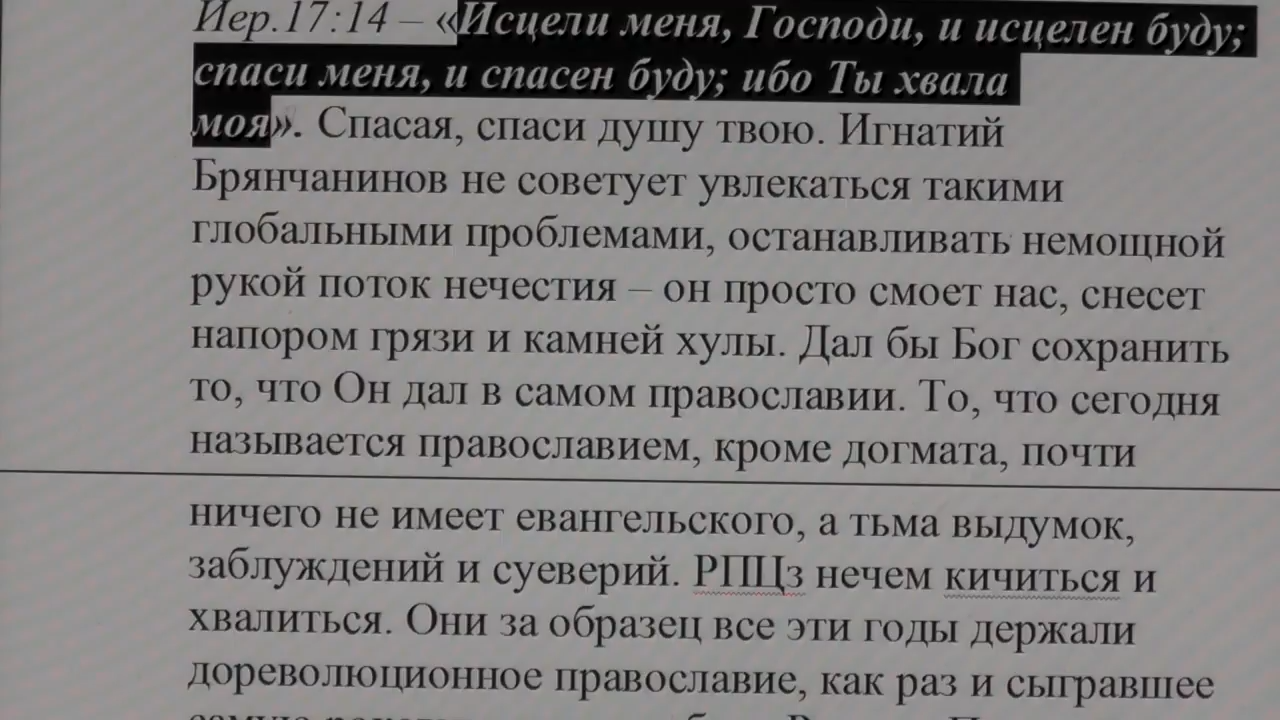 Иер.17:14 – «Исцели меня, Господи, и исцелен буду;
спаси меня, и спасен буду; ибо Ты хвала
моя». Спасая, спаси душу твою. Игнатий
Брянчанинов не советует увлекаться такими
глобальными проблемами, останавливать немощной
рукой поток нечестия – он просто смоет нас, снесет
напором грязи и камней хулы. Дал бы Бог сохранить
то, что Он дал в самом православии. То, что сегодня
называется православием, кроме догмата, почти
ничего не имеет евангельского, а тьма выдумок,
заблуждений и суеверий. РПЦз нечем кичиться и
хвалиться. Они за образец все эти годы держали
дореволюционное православие, как раз и сыгравшее